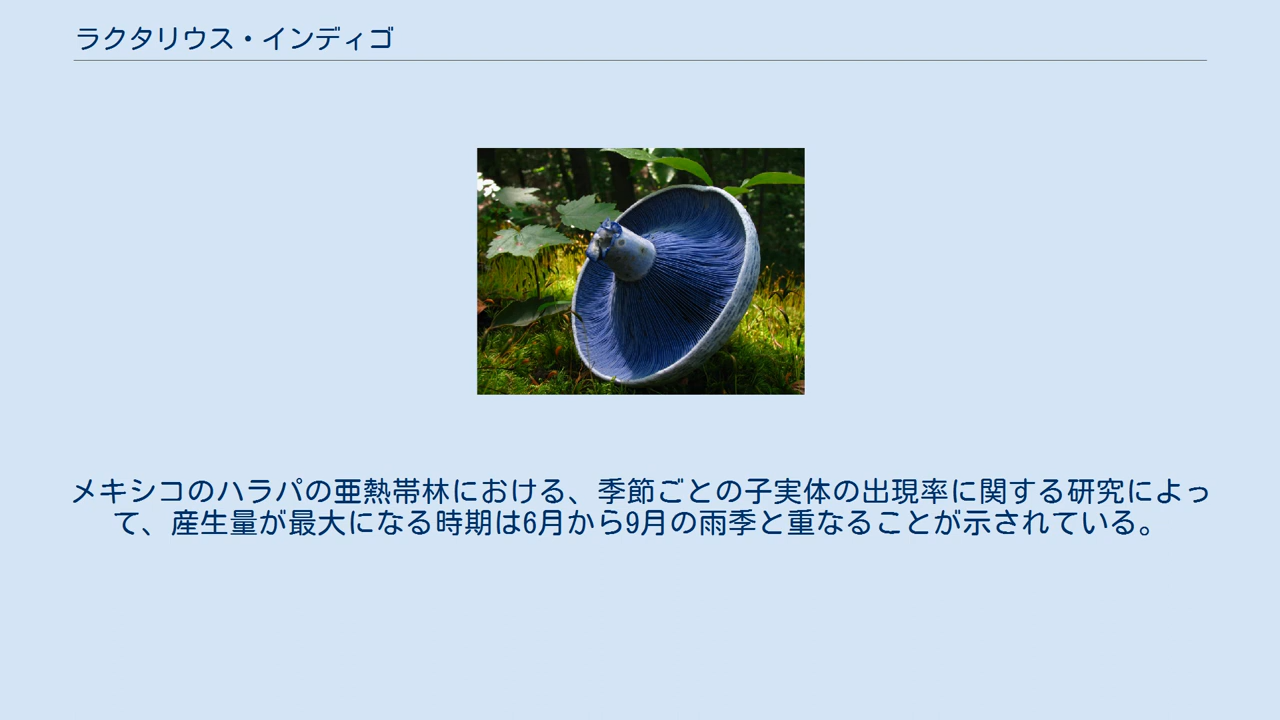 ラクタリウス・インディゴ
メキシコのハラパの亜熱帯林における、季節ごとの子実体の出現率に関する研究によっ
て、産生量が最大になる時期は6月から9月の雨季と重なることが示されている。